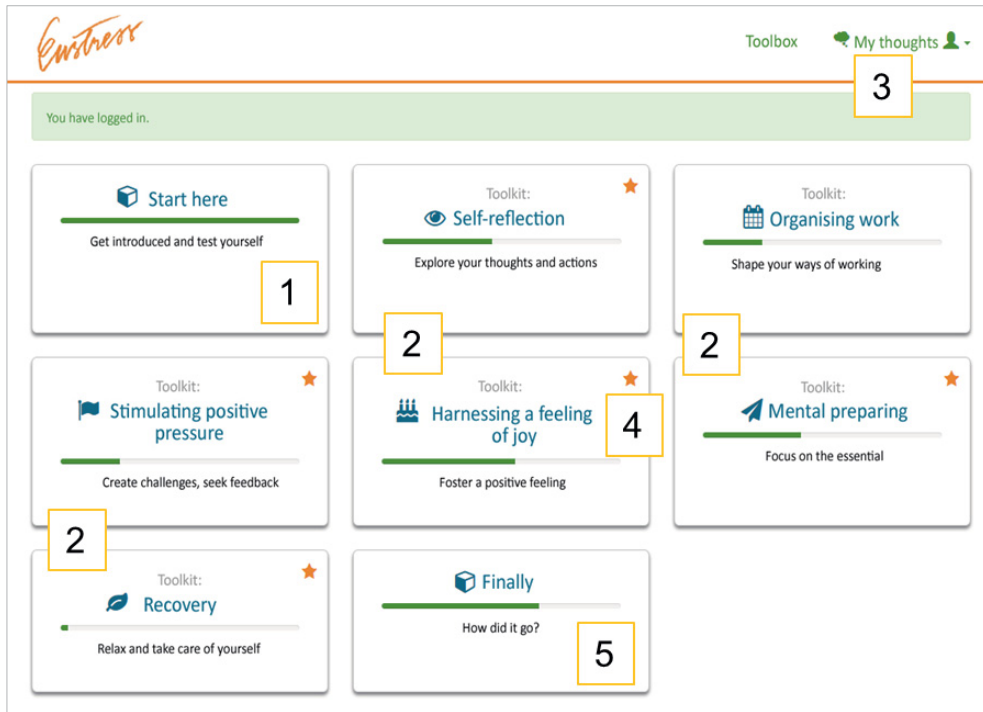 Eustress
Toolbox
My thoughts
3
You have logged in.
Start here
Get introduced and test yourself
1
Toolkit:
Self-reflection
Explore your thoughts and actions
2
Toolkit:
Organising work
Shape your ways of working
2
Toolkit:
Stimulating positive
pressure
Create challenges, seek feedback
2
Toolkit:
Harnessing a feeling
of joy
4
Foster a positive feeling
Toolkit:
Mental preparing
Focus on the essential
Toolkit:
Recovery
Relax and take care of yourself
Finally
How did it go?
5